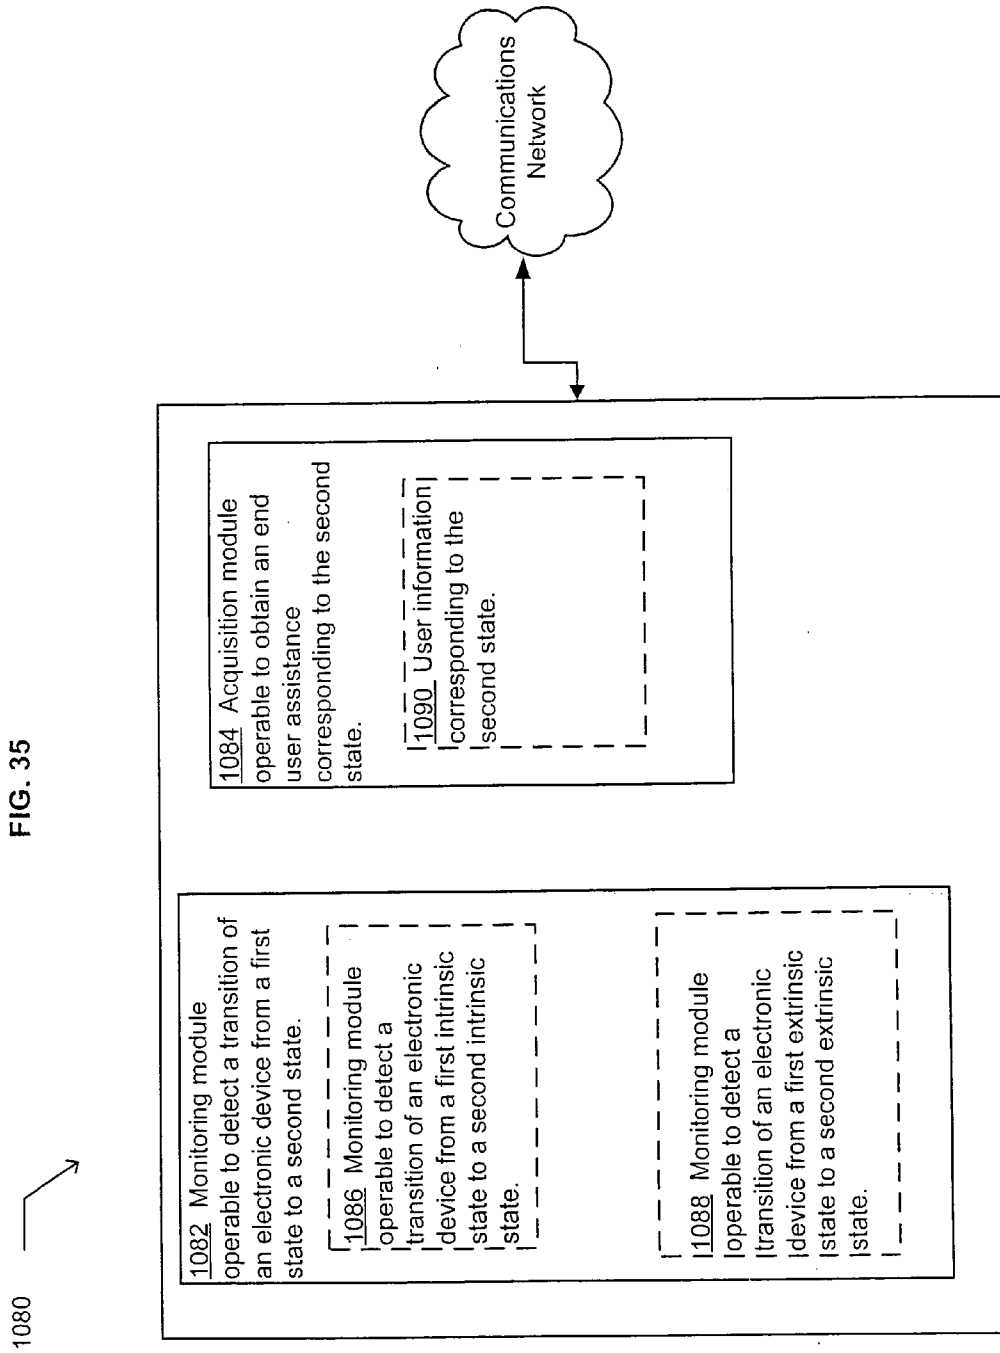 FIG. 35
1080
1082 Monitoring module
operable to detect a transition of
an electronic device from a first
state to a second state.
1086 Monitoring module
operable to detect a
transition of an electronic
device from a first intrinsic
state to a second intrinsic
state.
1088 Monitoring module
operable to detect a
transition of an electronic
device from a first extrinsic
state to a second extrinsic
state.
1084 Acquisition module
operable to obtain an end
user assistance
corresponding to the second
state.
1090 User information
corresponding to the
second state.
Communications
Network